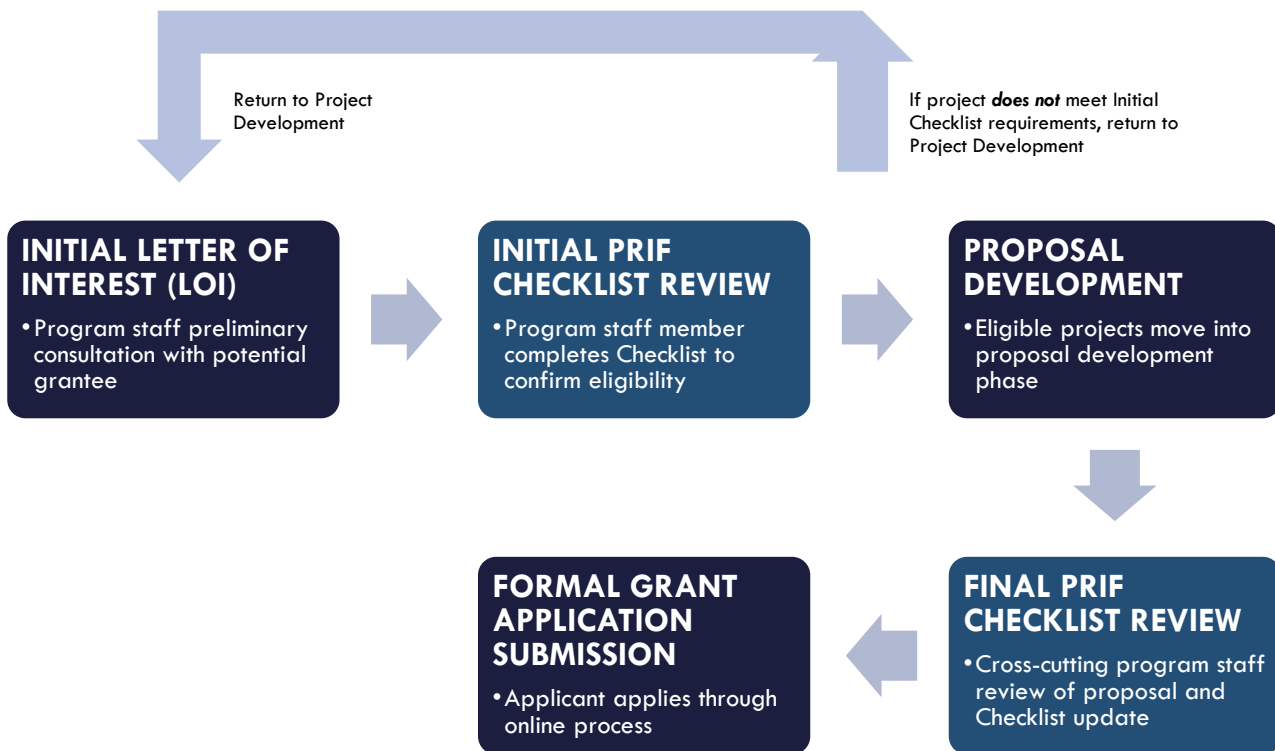 Return to Project
Development
If project does not meet Initial
Checklist requirements, return to
Project Development
INITIAL LETTER OF
INTEREST (LOI)
•Program staff preliminary
consultation with potential
grantee
INITIAL PRIF
CHECKLIST REVIEW
•Program staff member
completes Checklist to
confirm eligibility
PROPOSAL
DEVELOPMENT
•Eligible projects move into
proposal development
phase
FORMAL GRANT
APPLICATION
SUBMISSION
•Applicant applies through
online process
FINAL PRIF
CHECKLIST REVIEW
•Cross-cutting program staff
review of proposal and
Checklist update